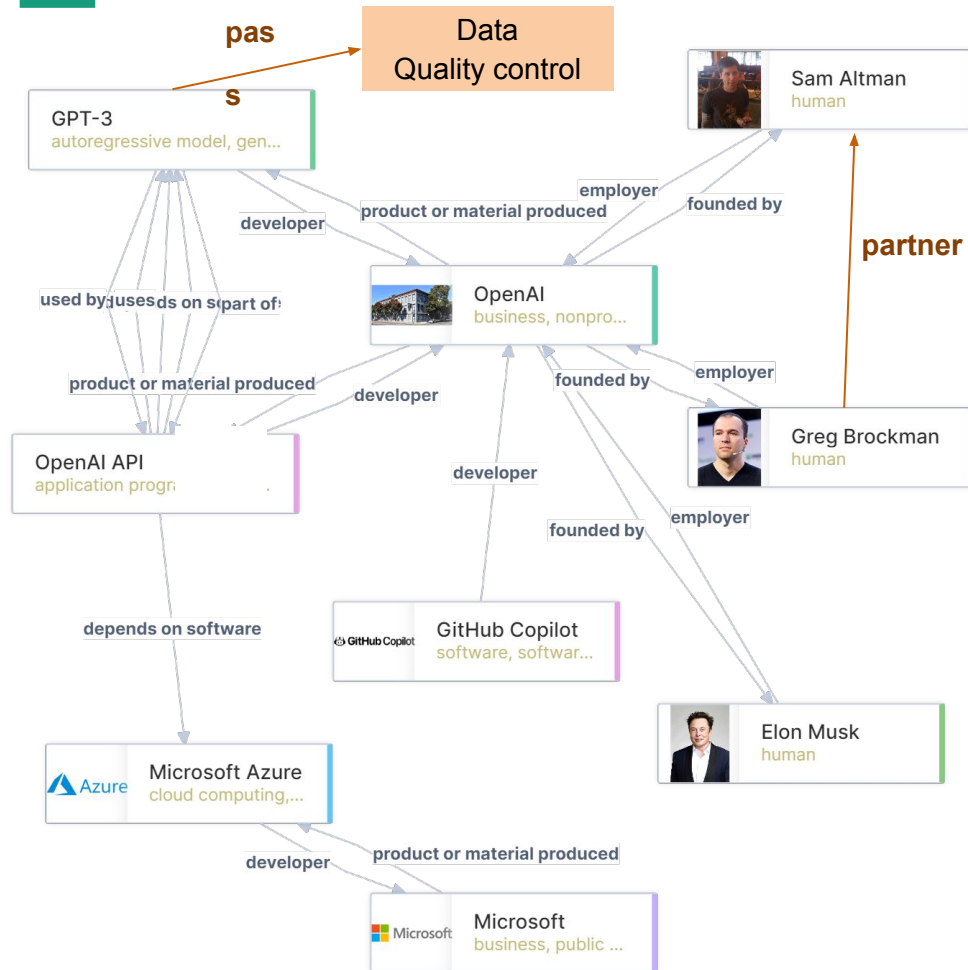 pas
s
Data
Quality control
Sam Altman
human
GPT-3
autoregressive model, gen...
employer
founded by
product or material produced
developer
partner
OpenAI
business, nonpro...
used by
uses
ds on s
part of
product or material produced
developer
founded by
employer
Greg Brockman
human
OpenAI API
application progra
.
developer
founded by
employer
depends on software
GitHub Copilot
GitHub Copilot
software, softwar...
Elon Musk
human
Azure
Microsoft Azure
cloud computing,...
developer
product or material produced
Microsoft
Microsoft
business, public ...